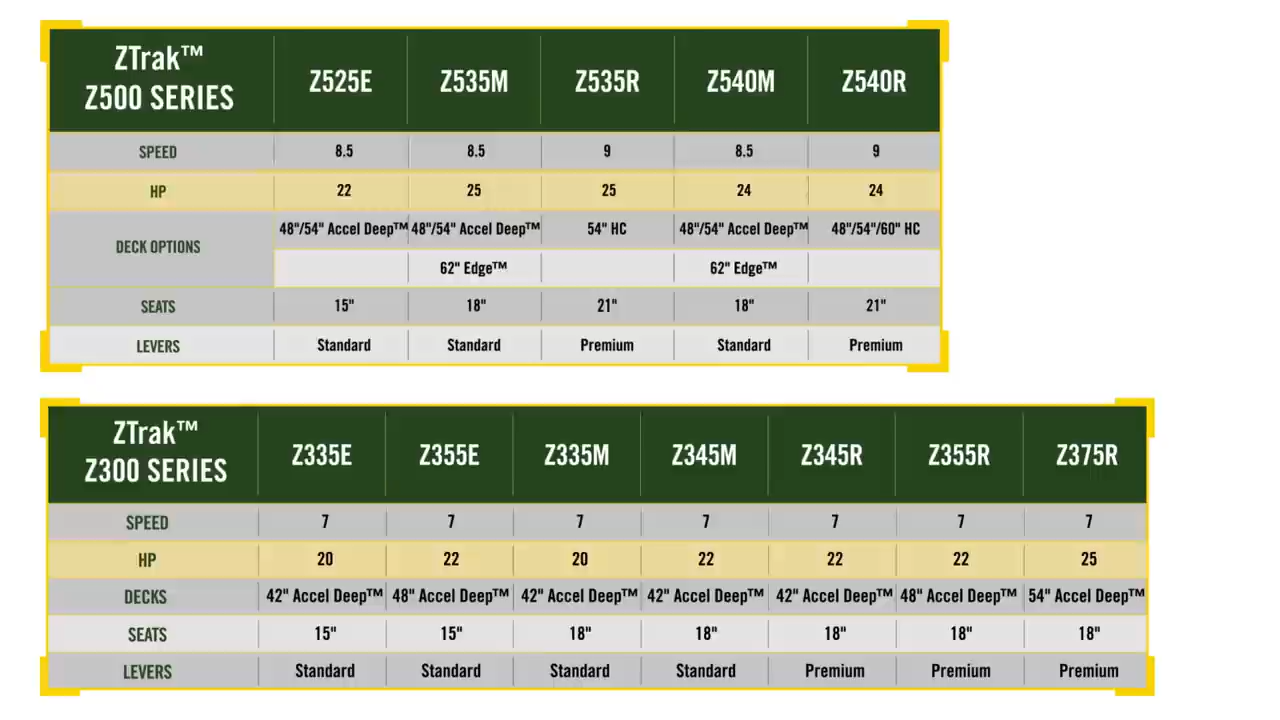 ZTrak™
Z500 SERIES Z525E Z535M Z535R Z540M Z540R
SPEED 8.5 8.5 9 8.5 9
HP 22 25 25 24 24
DECK OPTIONS 48"/54" Accel Deep™ 48"/54" Accel Deep™ 54" HC 48"/54" Accel Deep™ 48"/54"/60" HC
62" Edge™ 62" Edge™
SEATS 15" 18" 21" 18" 21"
LEVERS Standard Standard Premium Standard Premium
ZTrak™
Z300 SERIES Z335E Z355E Z335M Z345M Z345R Z355R Z375R
SPEED 7 7 7 7 7 7 7
HP 20 22 20 22 22 22 25
DECKS 42" Accel Deep™ 48" Accel Deep™ 42" Accel Deep™ 42" Accel Deep™ 42" Accel Deep™ 48" Accel Deep™ 54" Accel Deep™
SEATS 15" 15" 18" 18" 18" 18" 18"
LEVERS Standard Standard Standard Standard Premium Premium Premium